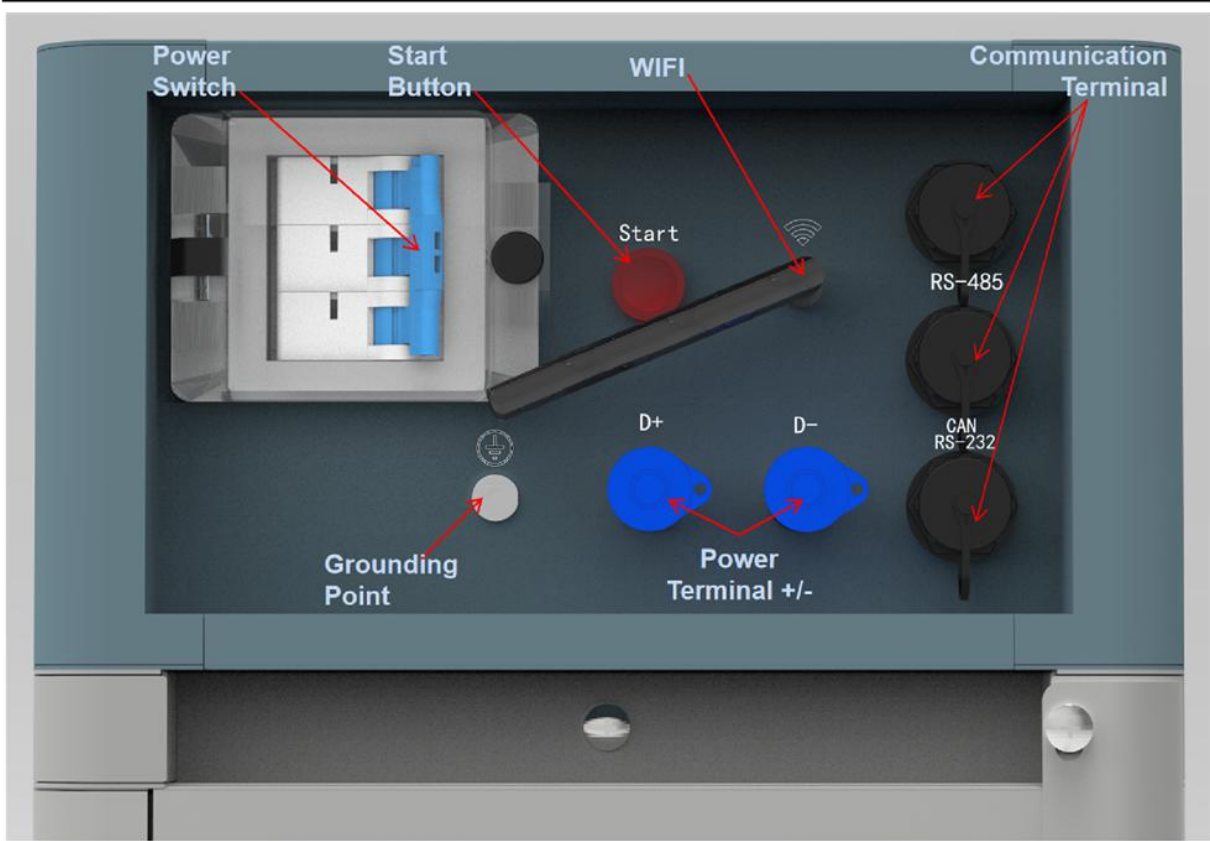 Power
Switch
Start
Button
WIFI
Communication
Terminal
Start
RS-485
D+
D-
CAN
RS-232
Grounding
Point
Power
Terminal +/-